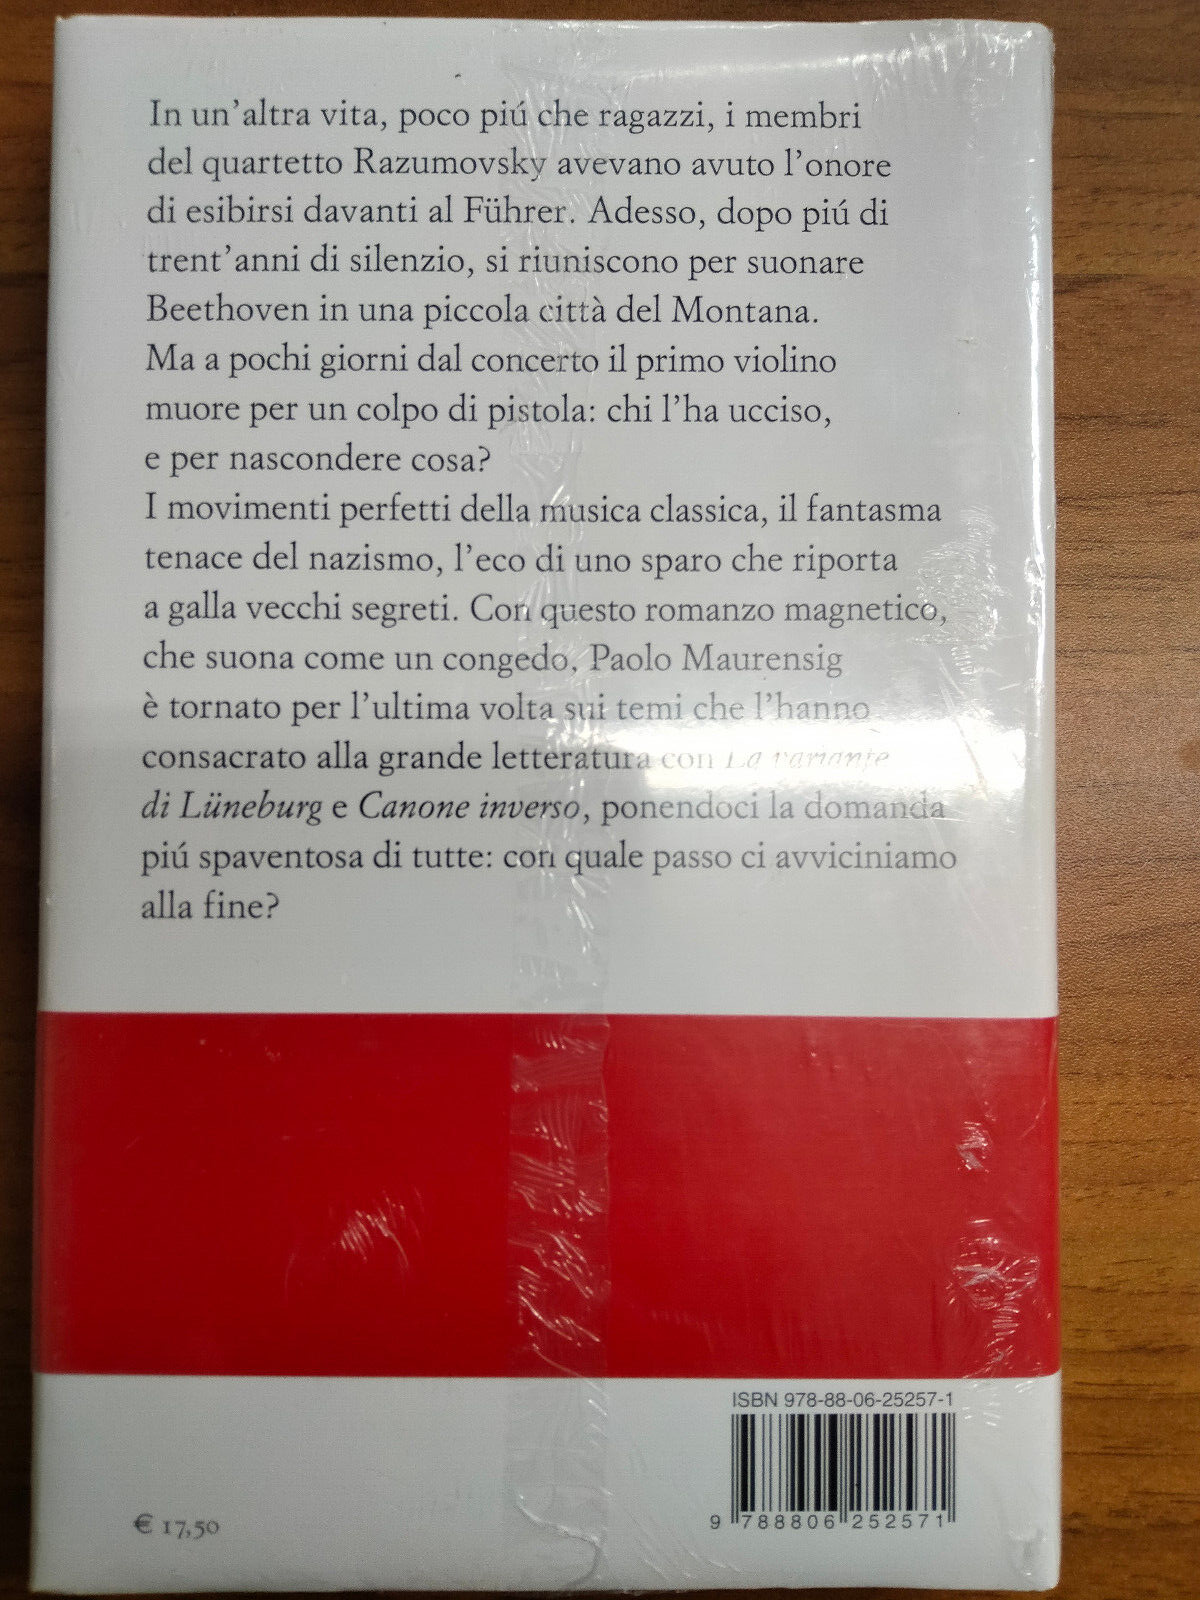 In un'altra vita, poco piú che ragazzi, i membri
del quartetto Razumovsky avevano avuto l'onore
di esibirsi davanti al Führer. Adesso, dopo piú di
trent'anni di silenzio, si riuniscono per suonare
Beethoven in una piccola città del Montana.
Ma a pochi giorni dal concerto il primo violino
muore per un colpo di pistola: chi l'ha ucciso,
e per nascondere cosa?
I movimenti perfetti della musica classica, il fantasma
tenace del nazismo, l'eco di uno sparo che riporta
a galla vecchi segreti. Con questo romanzo magnetico,
che suona come un congedo, Paolo Maurensig
è tornato per l'ultima volta sui temi che l'hanno
consacrato alla grande letteratura con La variante
di Lüneburg e Canone inverso, ponendoci la domanda
piú spaventosa di tutte: con quale passo ci avviciniamo
alla fine?
ISBN 978-88-06-25257-1
9 788806 252571
€ 17,50